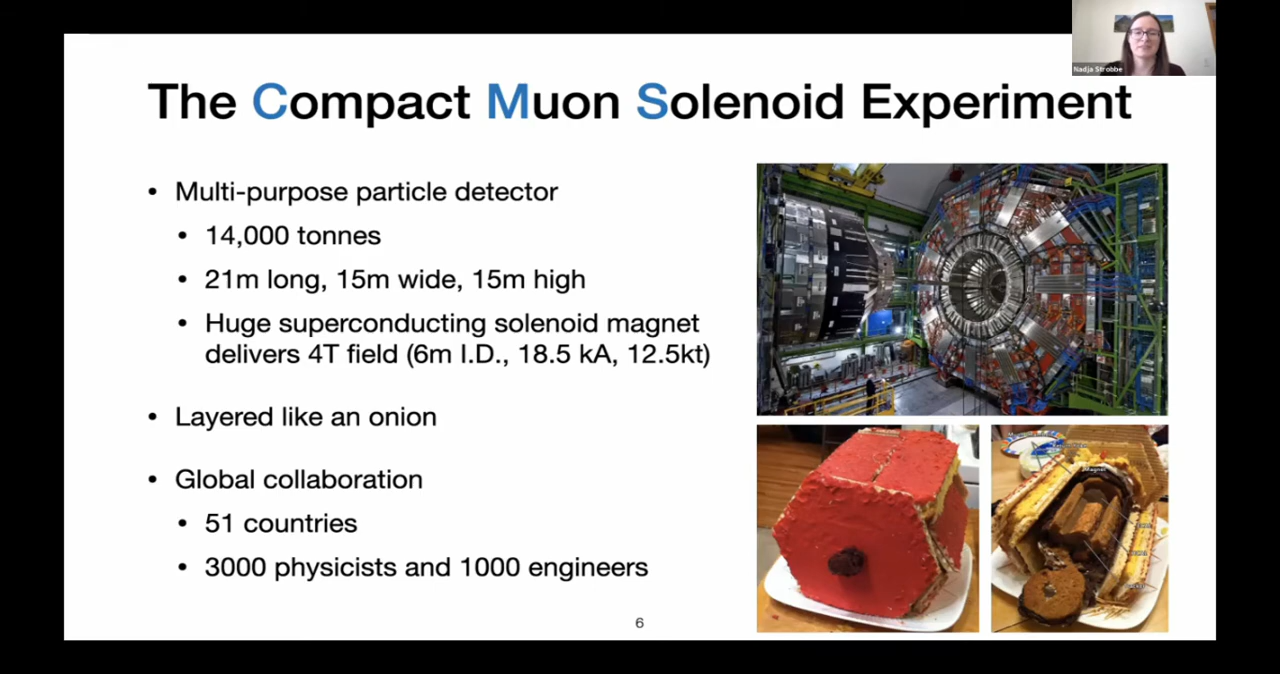 Nadja Strobbe
The Compact Muon Solenoid Experiment
• Multi-purpose particle detector
• 14,000 tonnes
• 21m long, 15m wide, 15m high
• Huge superconducting solenoid magnet
delivers 4T field (6m I.D., 18.5 kA, 12.5kt)
• Layered like an onion
• Global collaboration
• 51 countries
• 3000 physicists and 1000 engineers
Magnet
6